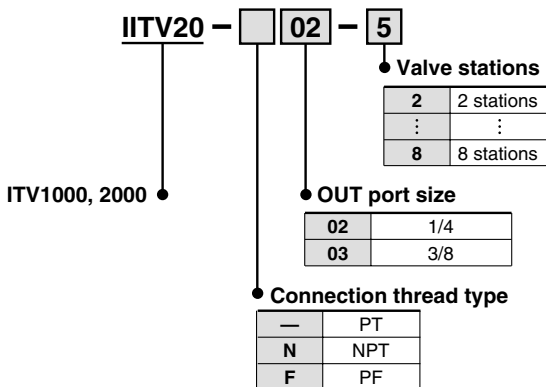 IITV20 – 02 – 5
Valve stations
2 2 stations
⋮ ⋮
8 8 stations
ITV1000, 2000
OUT port size
02 1/4
03 3/8
Connection thread type
— PT
N NPT
F PF